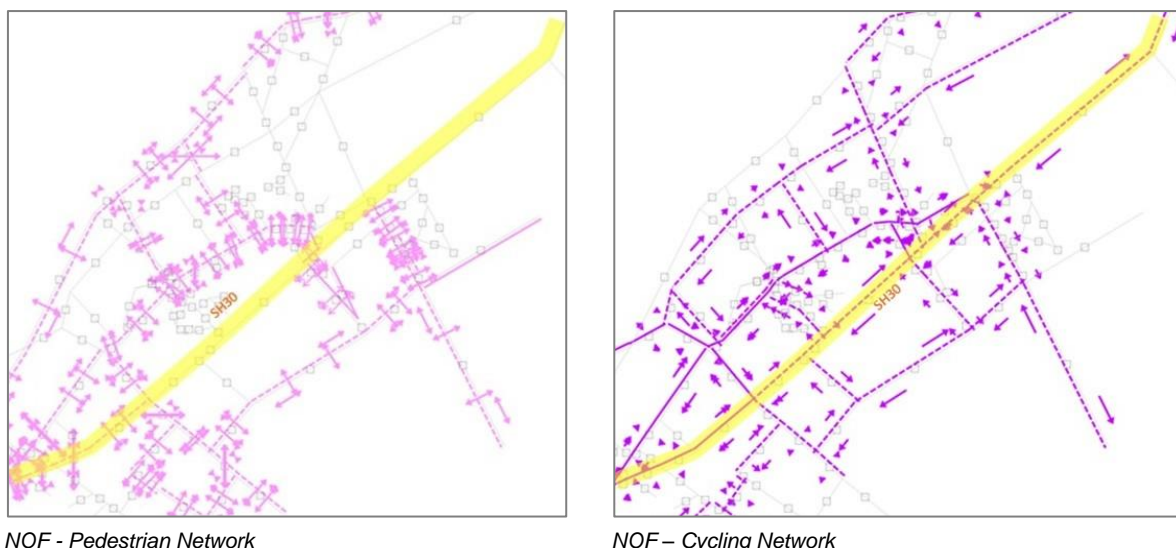 SH30
SH30
NOF - Pedestrian Network
NOF – Cycling Network